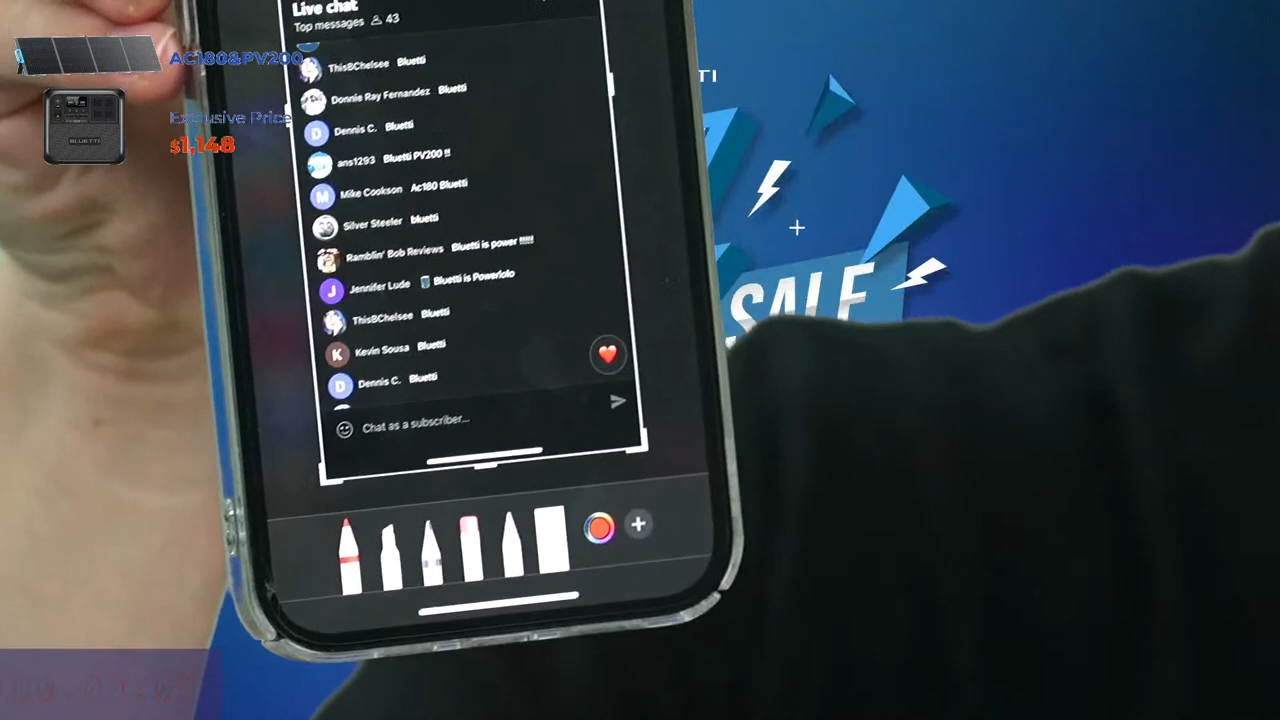 Live chat
Top messages 43
AC180&PV200
ThisBChelsee Bluetti
Donnie Ray Fernandez Bluetti
Exclusive Price
Dennis C. Bluetti
$1,148
BLUETTI
ans1293 Bluetti PV200 !!
Mike Cookson Ac180 Bluetti
Silver Steeler bluetti
Ramblin' Bob Reviews Bluetti is power !!!!!
J Jennifer Lude Bluetti is Powerlolo
ThisBChelsee Bluetti
K Kevin Sousa Bluetti
D Dennis C. Bluetti
Chat as a subscriber...
TI
SALE